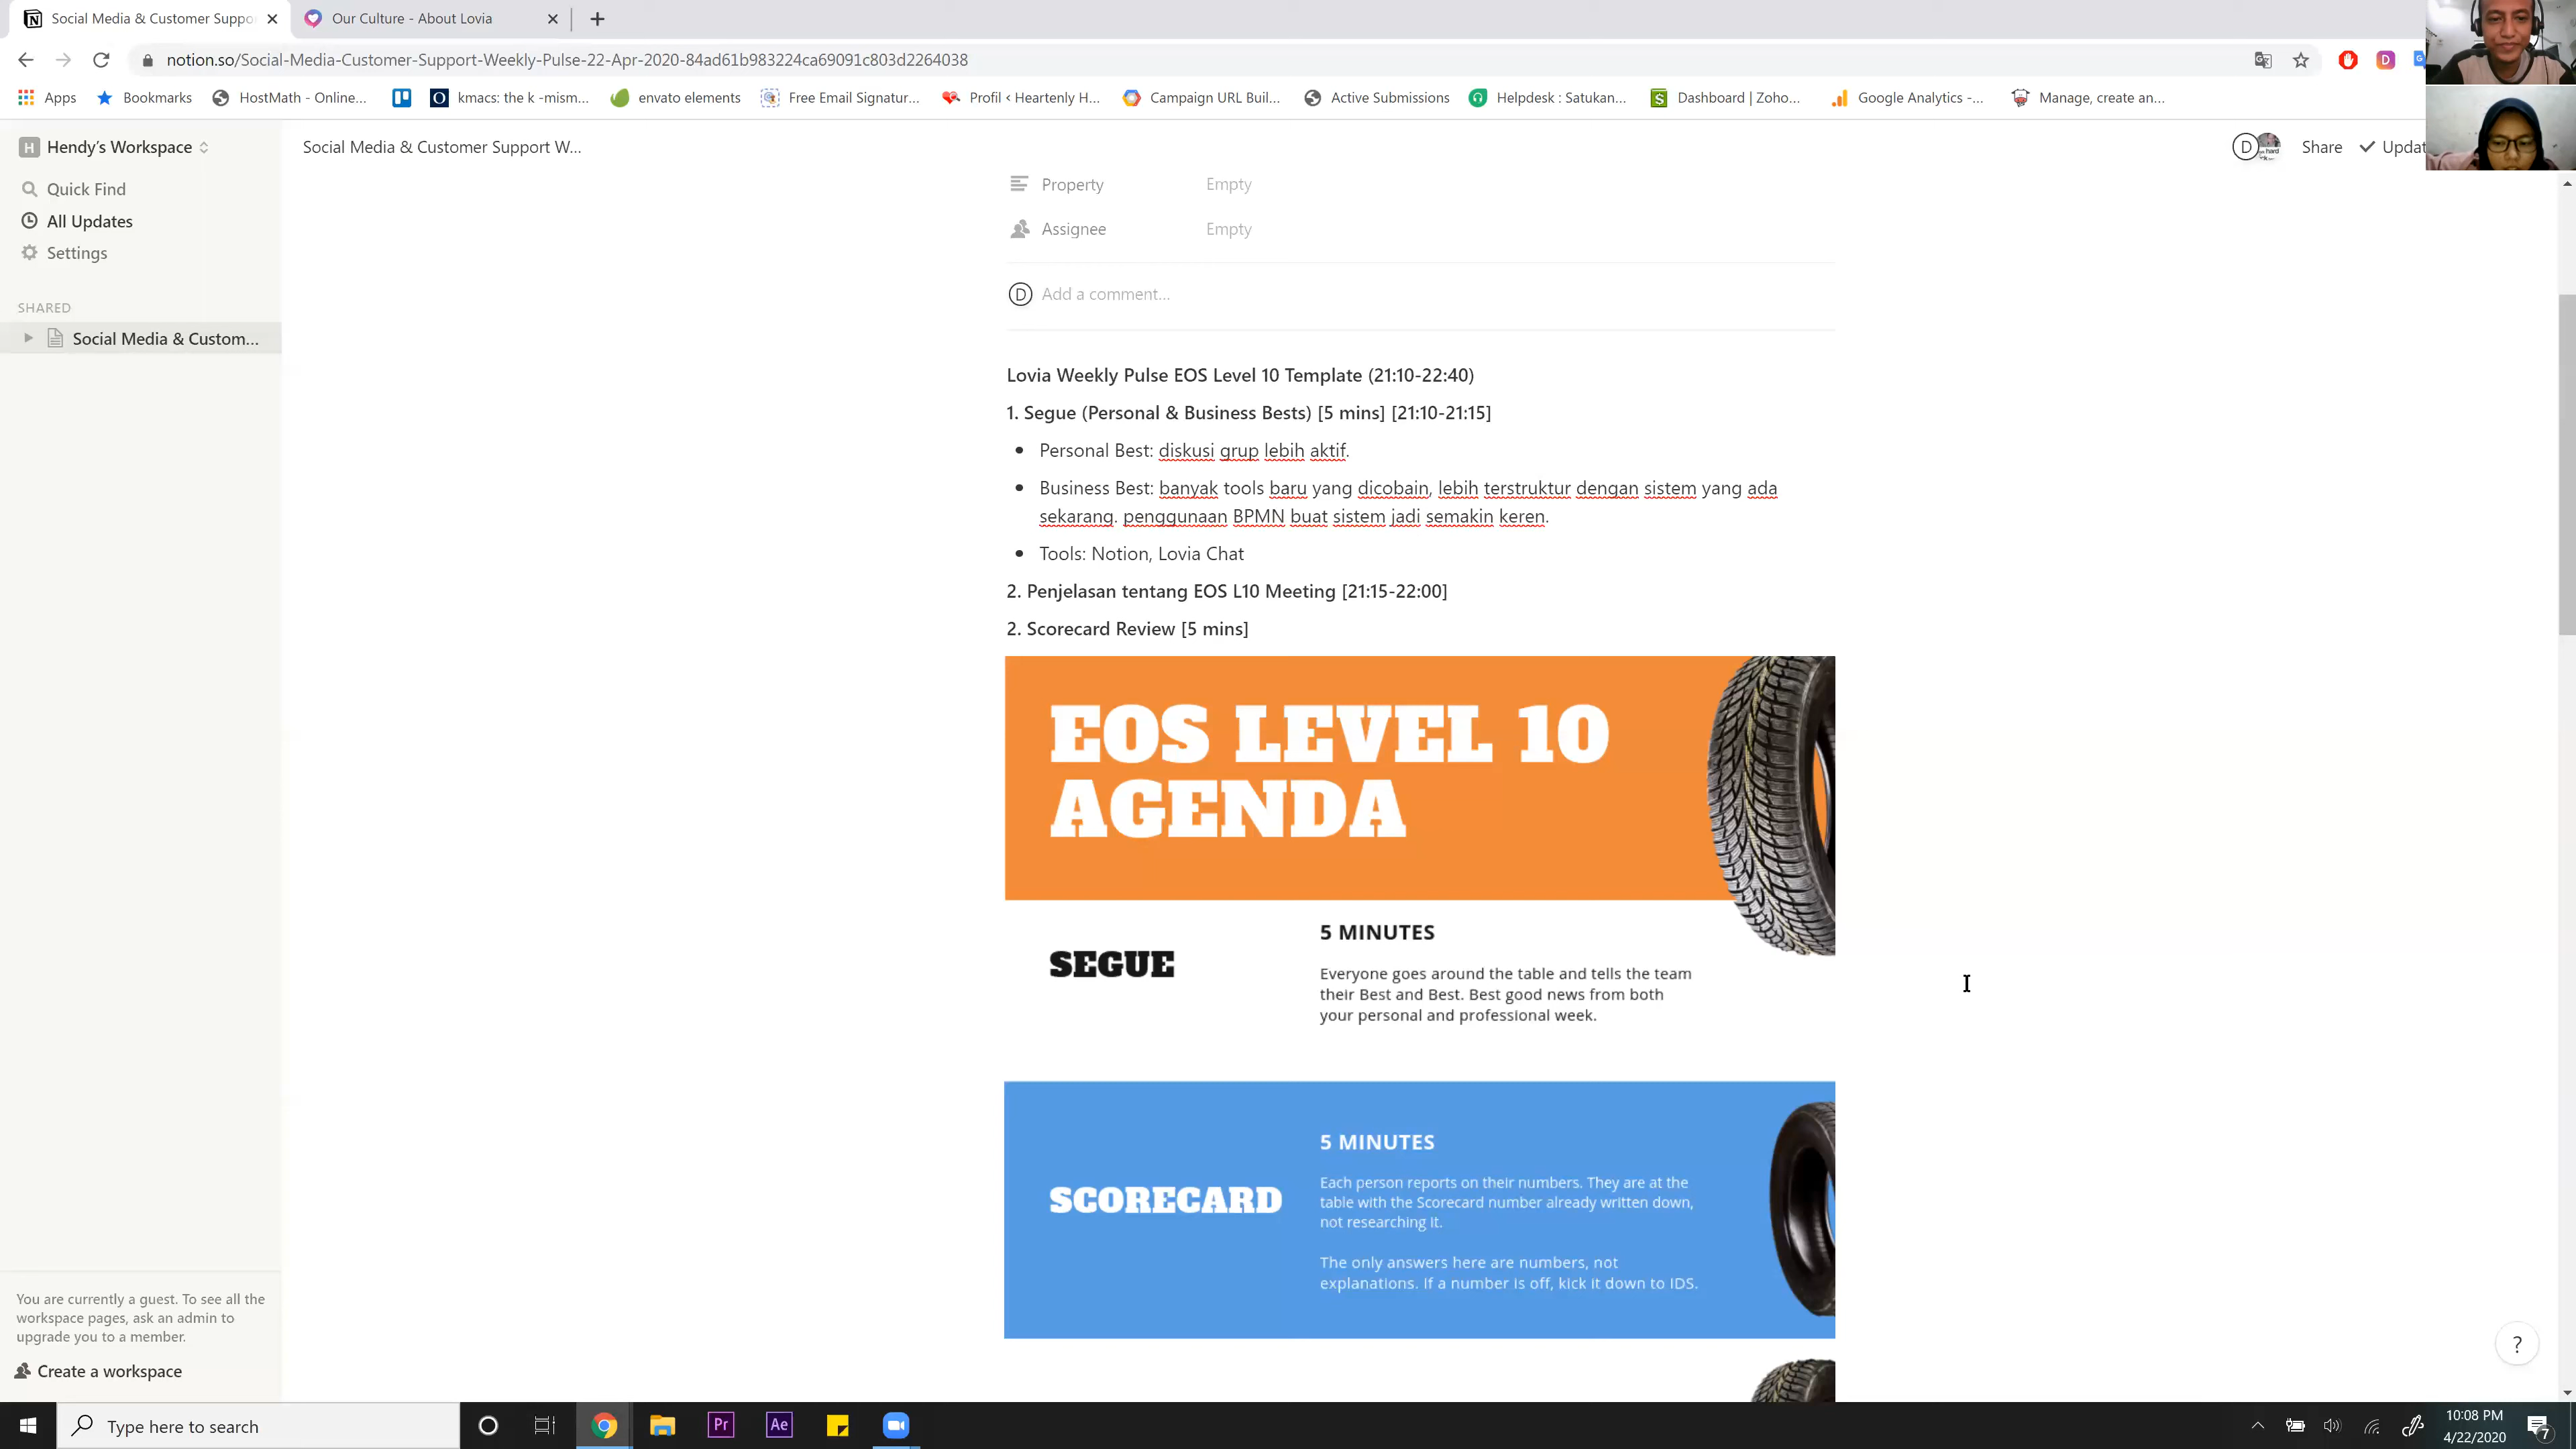 Social Media & Customer Suppo
Our Culture - About Lovia
notion.so/Social-Media-Customer-Support-Weekly-Pulse-22-Apr-2020-84ad61b983224ca69091c803d2264038
Apps Bookmarks HostMath - Online... kmacs: the k -mism... envato elements Free Email Signatur... Profil < Heartenly H... Campaign URL Buil... Active Submissions Helpdesk : Satukan... Dashboard | Zoho... Google Analytics -... Manage, create an...
H Hendy's Workspace
Social Media & Customer Support W...
D Share Updat
Quick Find
All Updates
Settings
SHARED
Social Media & Custom...
Property Empty
Assignee Empty
D Add a comment...
Lovia Weekly Pulse EOS Level 10 Template (21:10-22:40)
1. Segue (Personal & Business Bests) [5 mins] [21:10-21:15]
Personal Best: diskusi grup lebih aktif.
Business Best: banyak tools baru yang dicobain, lebih terstruktur dengan sistem yang ada
sekarang. penggunaan BPMN buat sistem jadi semakin keren.
Tools: Notion, Lovia Chat
2. Penjelasan tentang EOS L10 Meeting [21:15-22:00]
2. Scorecard Review [5 mins]
EOS LEVEL 10
AGENDA
SEGUE
5 MINUTES
Everyone goes around the table and tells the team
their Best and Best. Best good news from both
your personal and professional week.
SCORECARD
5 MINUTES
Each person reports on their numbers. They are at the
table with the Scorecard number already written down,
not researching it.
The only answers here are numbers, not
explanations. If a number is off, kick it down to IDS.
You are currently a guest. To see all the
workspace pages, ask an admin to
upgrade you to a member.
Create a workspace
?
Type here to search
Pr
Ae
10:08 PM
4/22/2020
7